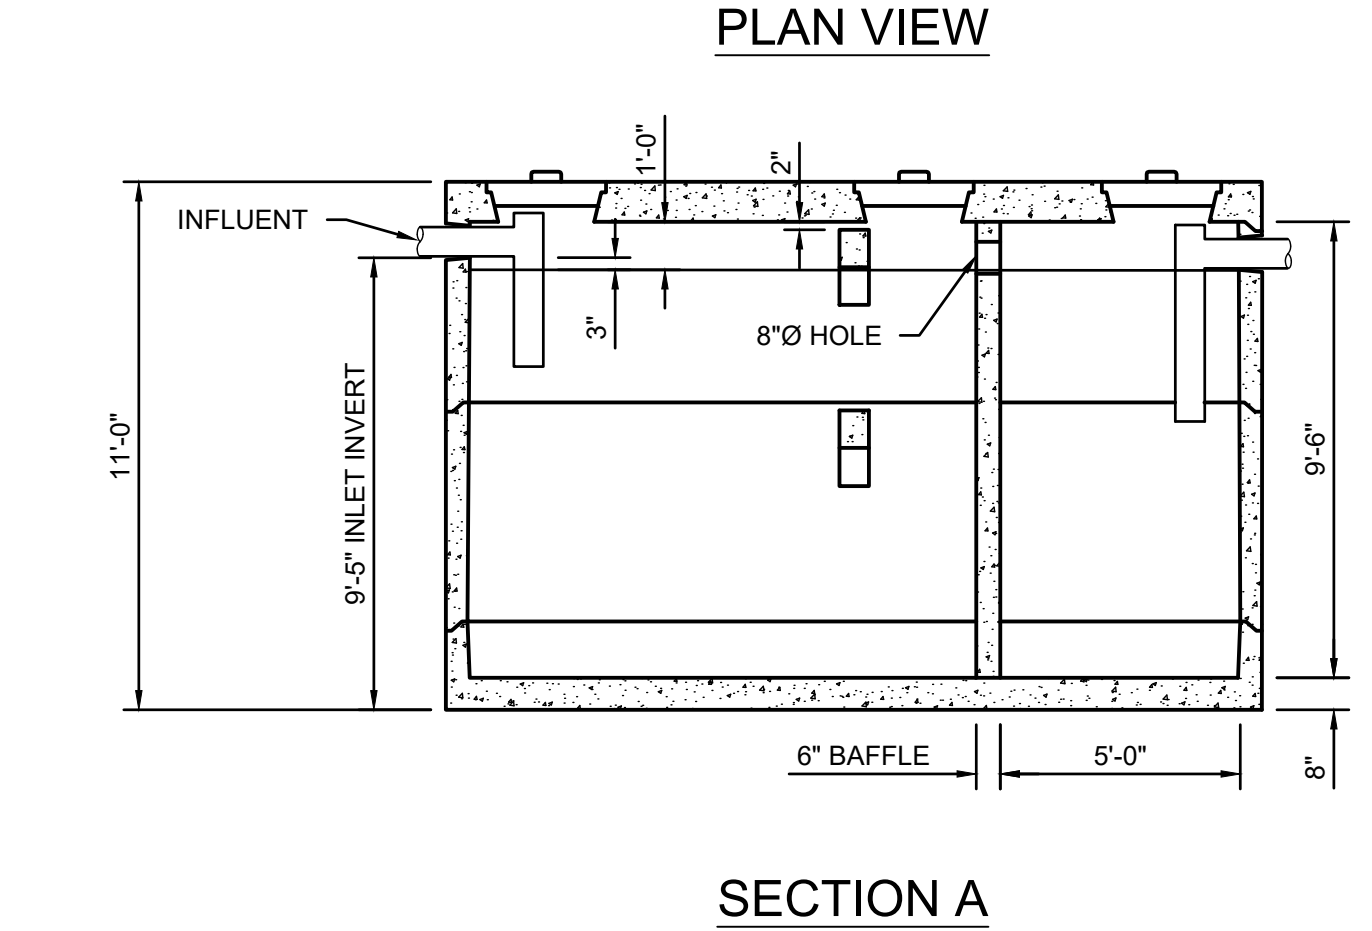 PLAN VIEW
1'-0"
2"
INFLUENT
3"
8"Ø HOLE
11'-0"
9'-5" INLET INVERT
9'-6"
6" BAFFLE
5'-0"
8"
SECTION A